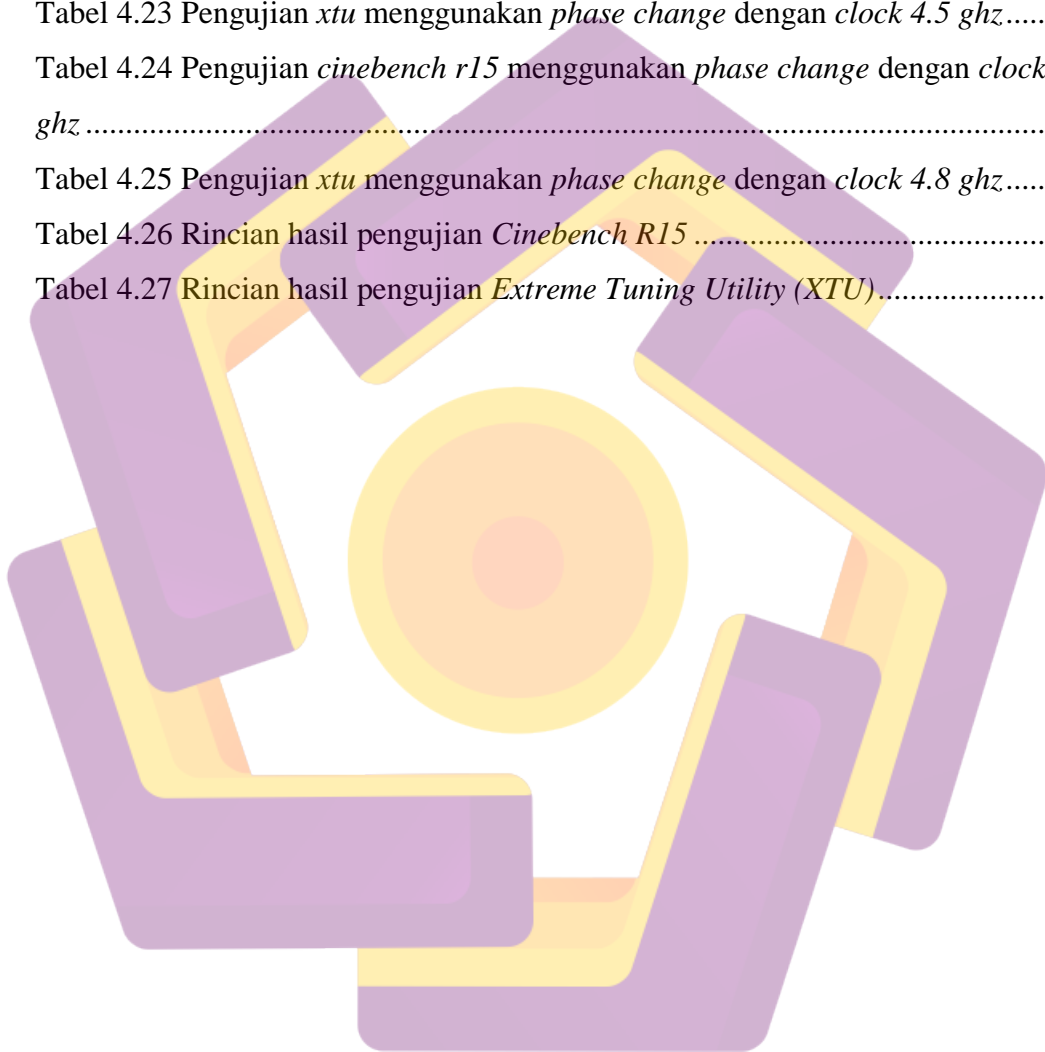 Tabel 4.23 Pengujian xtu menggunakan phase change dengan clock 4.5 ghz.....
Tabel 4.24 Pengujian cinebench r15 menggunakan phase change dengan clock
ghz ....................................................................................................
Tabel 4.25 Pengujian xtu menggunakan phase change dengan clock 4.8 ghz.....
Tabel 4.26 Rincian hasil pengujian Cinebench R15 .....................................
Tabel 4.27 Rincian hasil pengujian Extreme Tuning Utility (XTU)...................